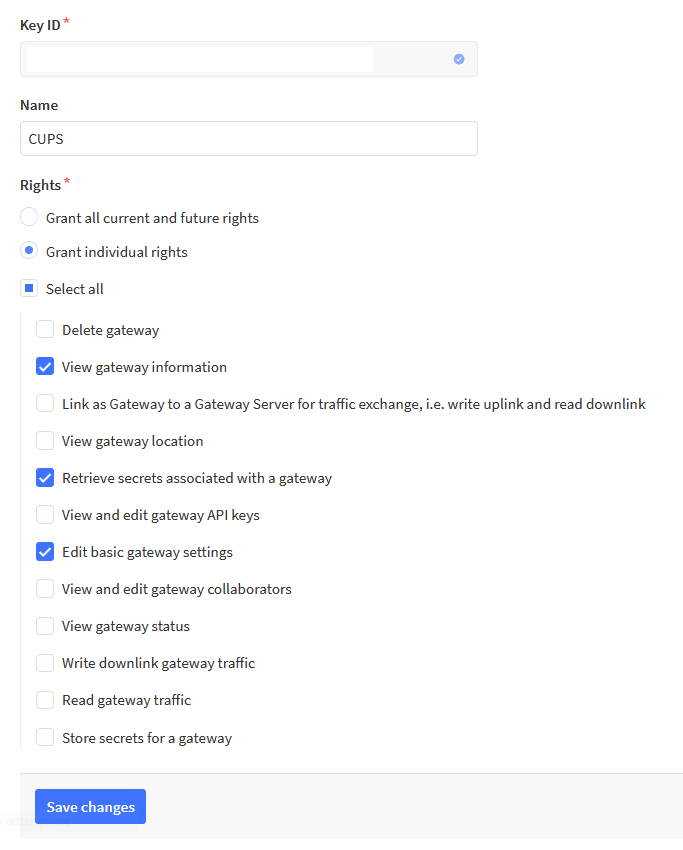 Key ID *
Name
CUPS
Rights *
Grant all current and future rights
Grant individual rights
Select all
Delete gateway
View gateway information
Link as Gateway to a Gateway Server for traffic exchange, i.e. write uplink and read downlink
View gateway location
Retrieve secrets associated with a gateway
View and edit gateway API keys
Edit basic gateway settings
View and edit gateway collaborators
View gateway status
Write downlink gateway traffic
Read gateway traffic
Store secrets for a gateway
Save changes